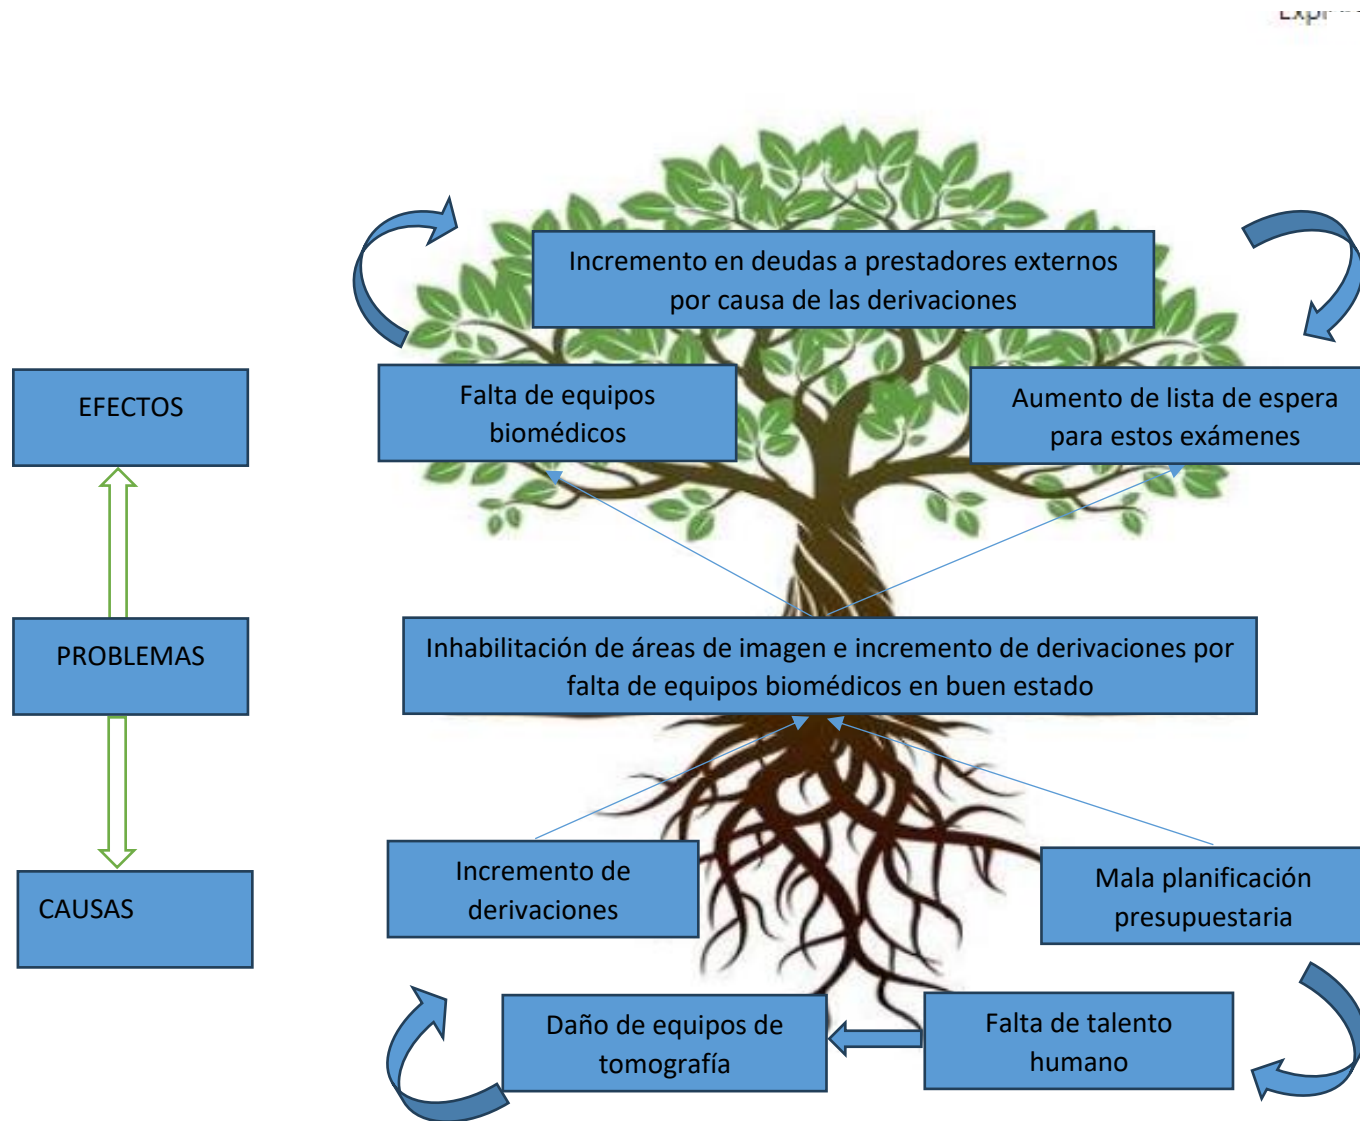 Incremento en deudas a prestadores externos
por causa de las derivaciones
EFECTOS
Falta de equipos
biomédicos
Aumento de lista de espera
para estos exámenes
PROBLEMAS
Inhabilitación de áreas de imagen e incremento de derivaciones por
falta de equipos biomédicos en buen estado
CAUSAS
Incremento de
derivaciones
Mala planificación
presupuestaria
Daño de equipos de
tomografía
Falta de talento
humano